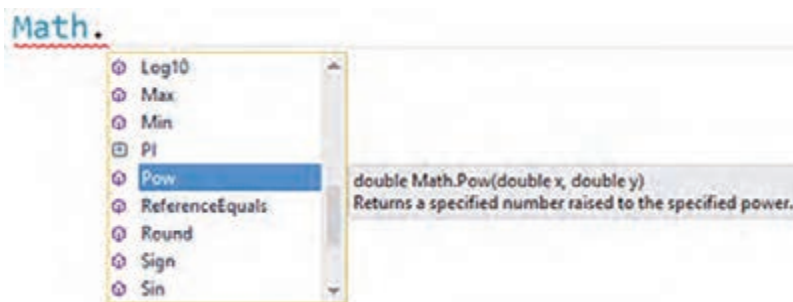 Math.
Log10
Max
Min
PI
Pow
double Math.Pow(double x, double y)
ReferenceEquals
Returns a specified number raised to the specified power.
Round
Sign
Sin